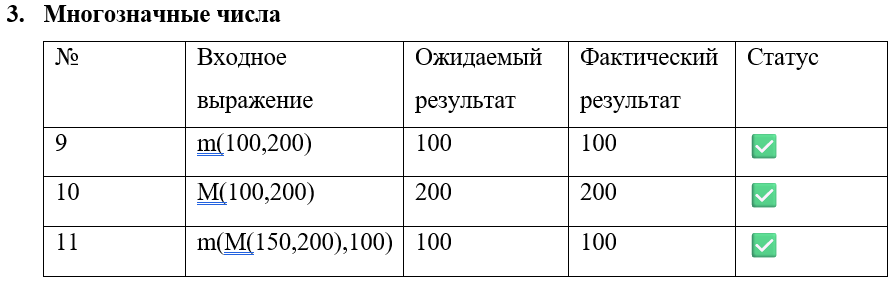 3. Многозначные числа
№ Входное выражение Ожидаемый результат Фактический результат Статус
9 m(100,200) 100 100 ✅
10 M(100,200) 200 200 ✅
11 m(M(150,200),100) 100 100 ✅